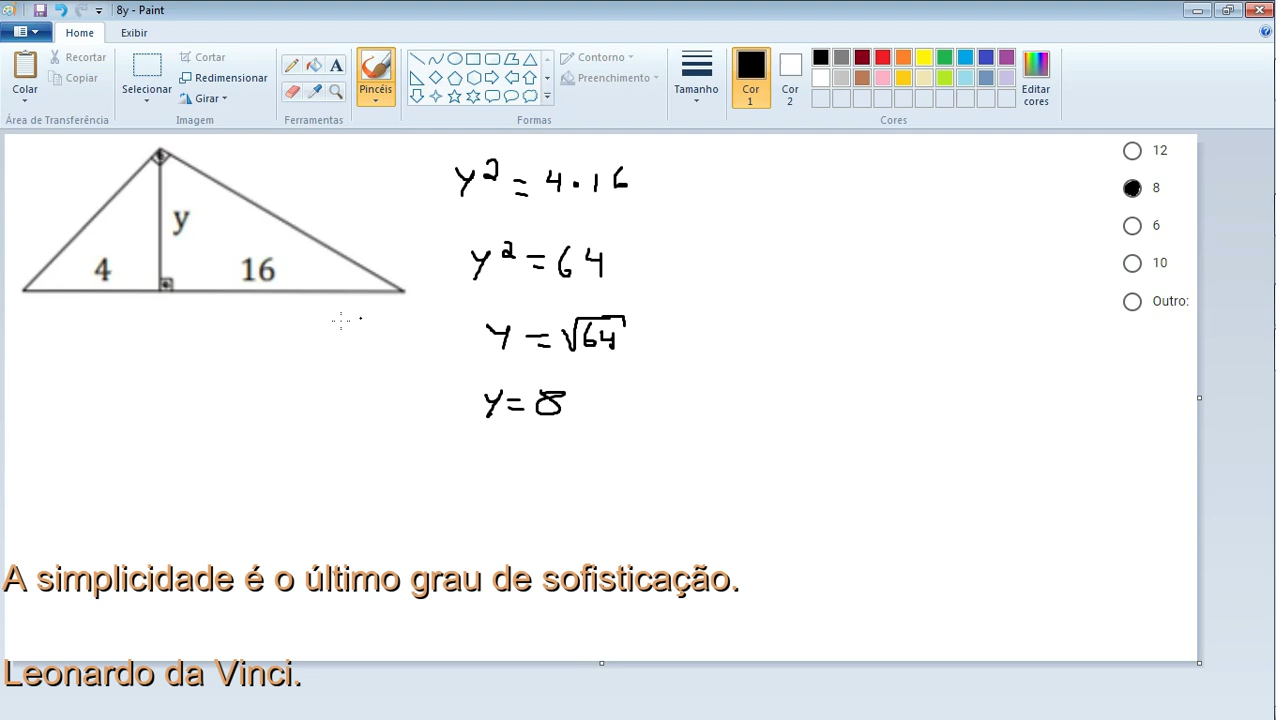 8y - Paint
Home
Exibir
Colar
Recortar
Copiar
Área de Transferência
Selecionar
Cortar
Redimensionar
Girar
Imagem
A
Ferramentas
Pincéis
Contorno
Preenchimento
Formas
Tamanho
Cor 1
Cor 2
Editar cores
Cores
y
4
16
y² = 4 . 16
y² = 64
y = √64
y = 8
12
8
6
10
Outro:
A simplicidade é o último grau de sofisticação.
Leonardo da Vinci.